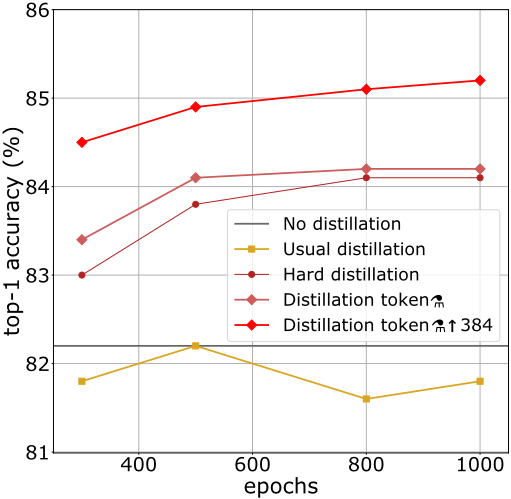 top-1 accuracy (%)
86
85
84
83
82
81
No distillation
Usual distillation
Hard distillation
Distillation token⚗
Distillation token⚗↑384
400
600
800
1000
epochs